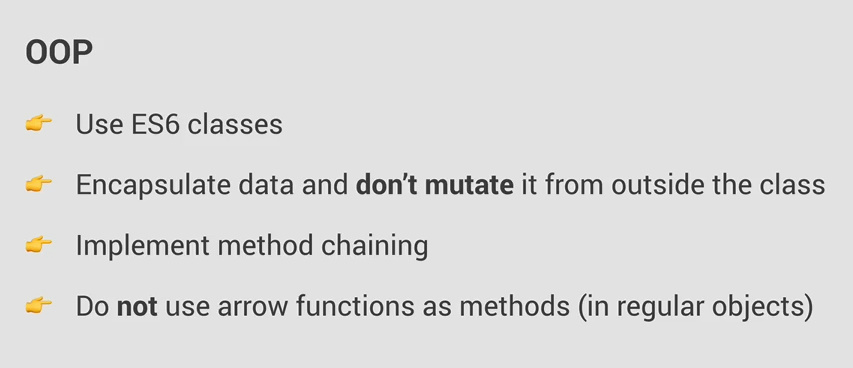 OOP
👉 Use ES6 classes
👉 Encapsulate data and don’t mutate it from outside the class
👉 Implement method chaining
👉 Do not use arrow functions as methods (in regular objects)